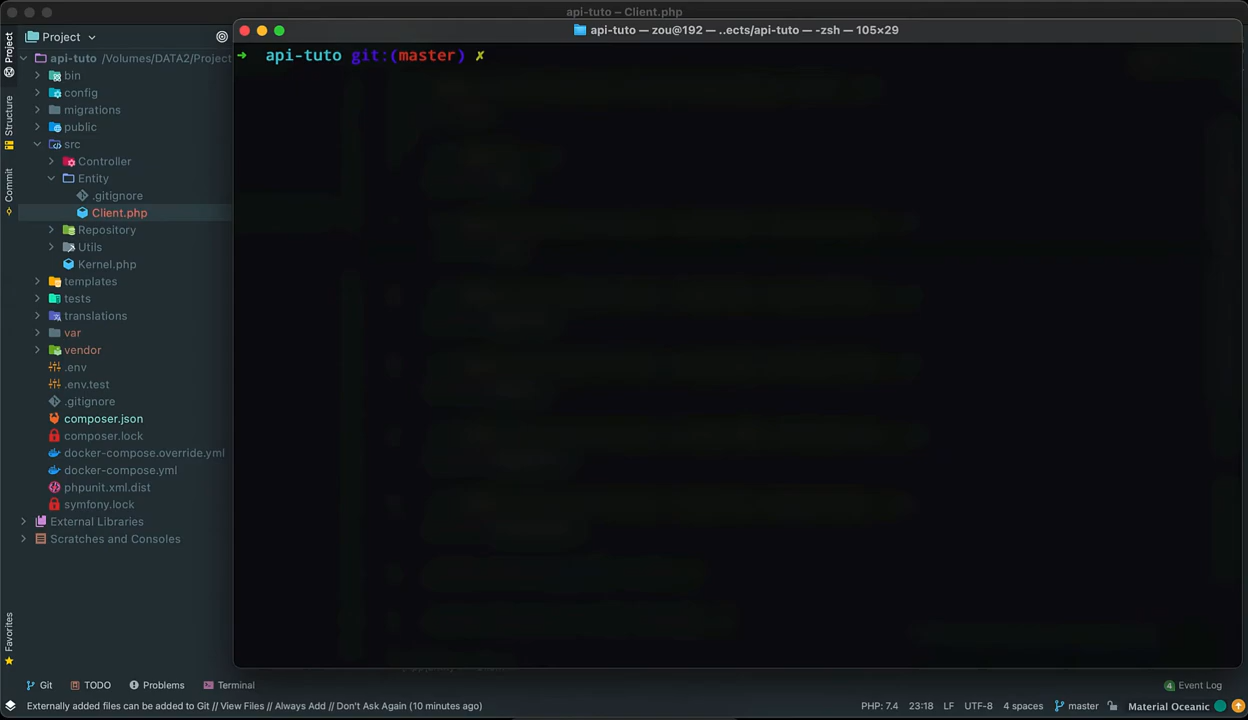 api-tuto – Client.php
Project
api-tuto — zou@192 — ..ects/api-tuto — -zsh — 105×29
Project
Structure
Commit
Favorites
api-tuto /Volumes/DATA2/Project
bin
config
migrations
public
src
Controller
Entity
.gitignore
Client.php
Repository
Utils
Kernel.php
templates
tests
translations
var
vendor
.env
.env.test
.gitignore
composer.json
composer.lock
docker-compose.override.yml
docker-compose.yml
phpunit.xml.dist
symfony.lock
External Libraries
Scratches and Consoles
➜ api-tuto git:(master) ✗
Git TODO Problems Terminal
4 Event Log
Externally added files can be added to Git // View Files // Always Add // Don't Ask Again (10 minutes ago)
PHP: 7.4 23:18 LF UTF-8 4 spaces master Material Oceanic